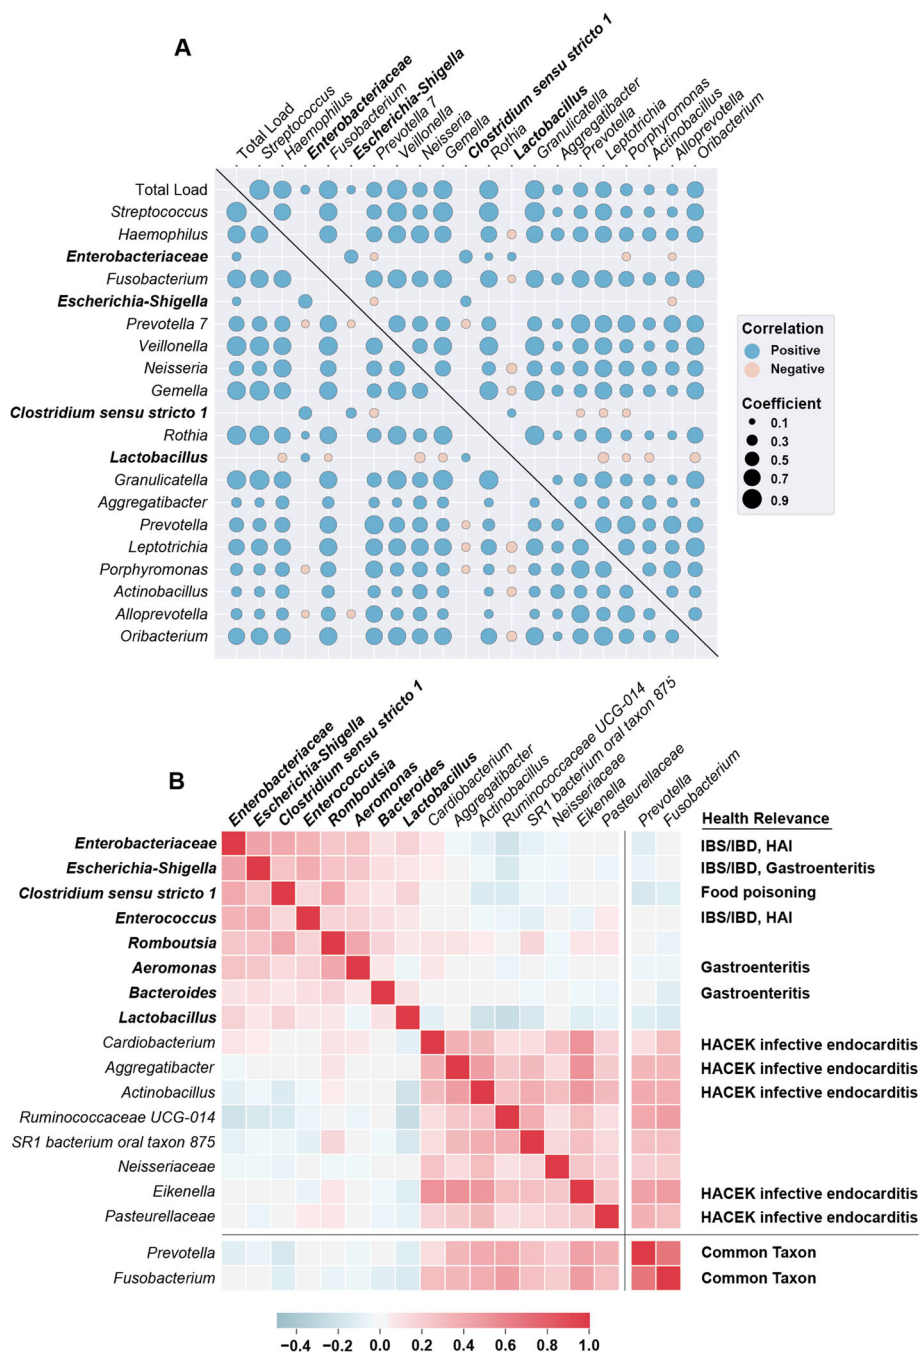 A
Total Load
Streptococcus
Haemophilus
Enterobacteriaceae
Fusobacterium
Escherichia-Shigella
Prevotella 7
Veillonella
Neisseria
Gemella
Clostridium sensu stricto 1
Rothia
Lactobacillus
Granulicatella
Aggregatibacter
Prevotella
Leptotrichia
Porphyromonas
Actinobacillus
Alloprevotella
Oribacterium
Total Load
Streptococcus
Haemophilus
Enterobacteriaceae
Fusobacterium
Escherichia-Shigella
Prevotella 7
Veillonella
Neisseria
Gemella
Clostridium sensu stricto 1
Rothia
Lactobacillus
Granulicatella
Aggregatibacter
Prevotella
Leptotrichia
Porphyromonas
Actinobacillus
Alloprevotella
Oribacterium
Correlation
Positive
Negative
Coefficient
0.1
0.3
0.5
0.7
0.9
B
Enterobacteriaceae
Escherichia-Shigella
Clostridium sensu stricto 1
Enterococcus
Romboutsia
Aeromonas
Bacteroides
Lactobacillus
Cardiobacterium
Aggregatibacter
Actinobacillus
Ruminococcaceae UCG-014
SR1 bacterium oral taxon 875
Neisseriaceae
Eikenella
Pasteurellaceae
Prevotella
Fusobacterium
Health Relevance
Enterobacteriaceae IBS/IBD, HAI
Escherichia-Shigella IBS/IBD, Gastroenteritis
Clostridium sensu stricto 1 Food poisoning
Enterococcus IBS/IBD, HAI
Romboutsia
Aeromonas Gastroenteritis
Bacteroides Gastroenteritis
Lactobacillus
Cardiobacterium HACEK infective endocarditis
Aggregatibacter HACEK infective endocarditis
Actinobacillus HACEK infective endocarditis
Ruminococcaceae UCG-014
SR1 bacterium oral taxon 875
Neisseriaceae
Eikenella HACEK infective endocarditis
Pasteurellaceae HACEK infective endocarditis
Prevotella Common Taxon
Fusobacterium Common Taxon
−0.4 −0.2 0.0 0.2 0.4 0.6 0.8 1.0